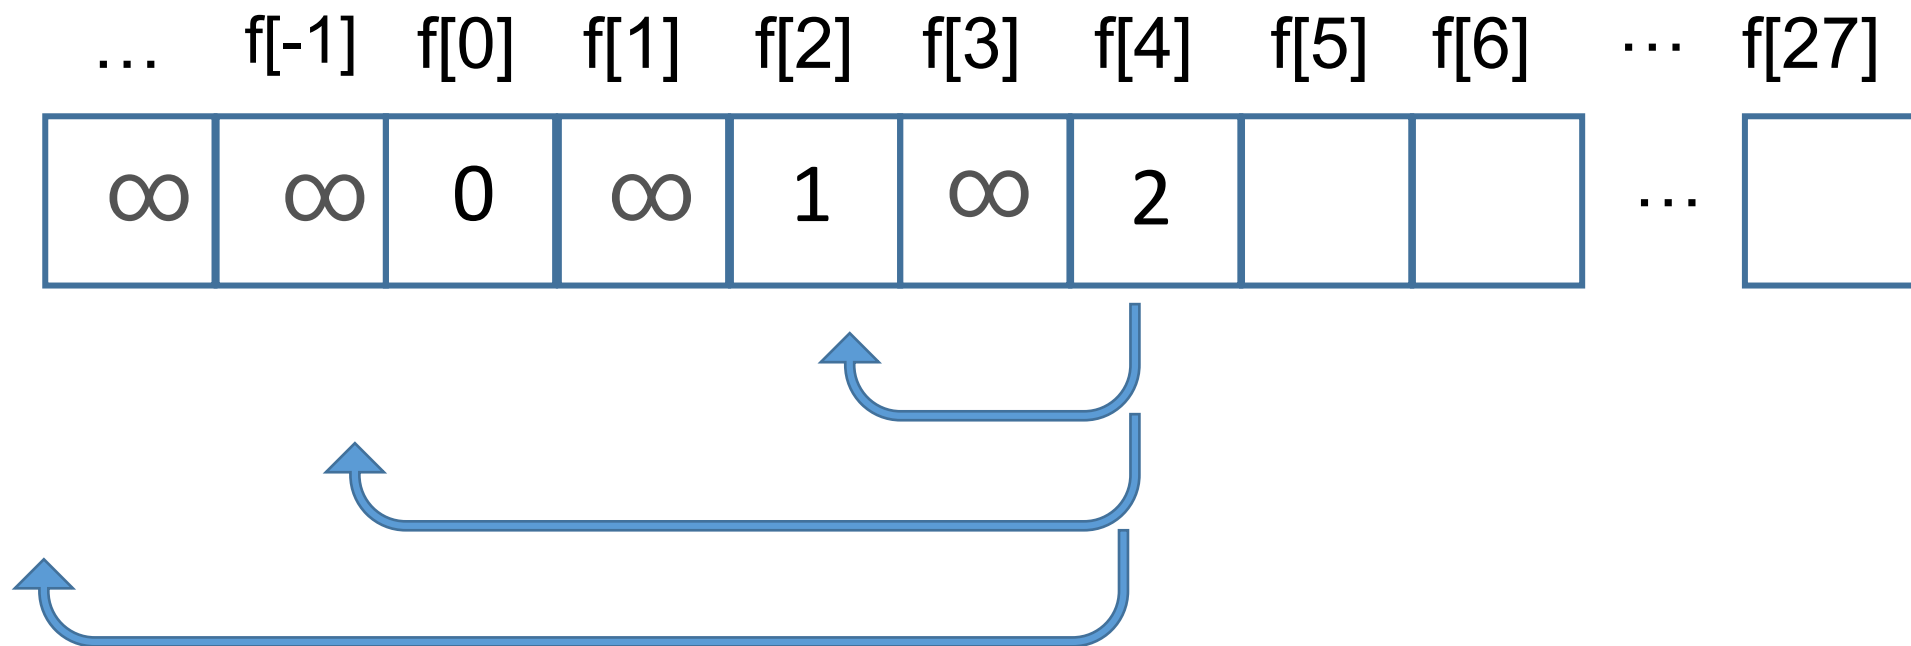 … f[-1] f[0] f[1] f[2] f[3] f[4] f[5] f[6] … f[27]
∞ ∞ 0 ∞ 1 ∞ 2 …